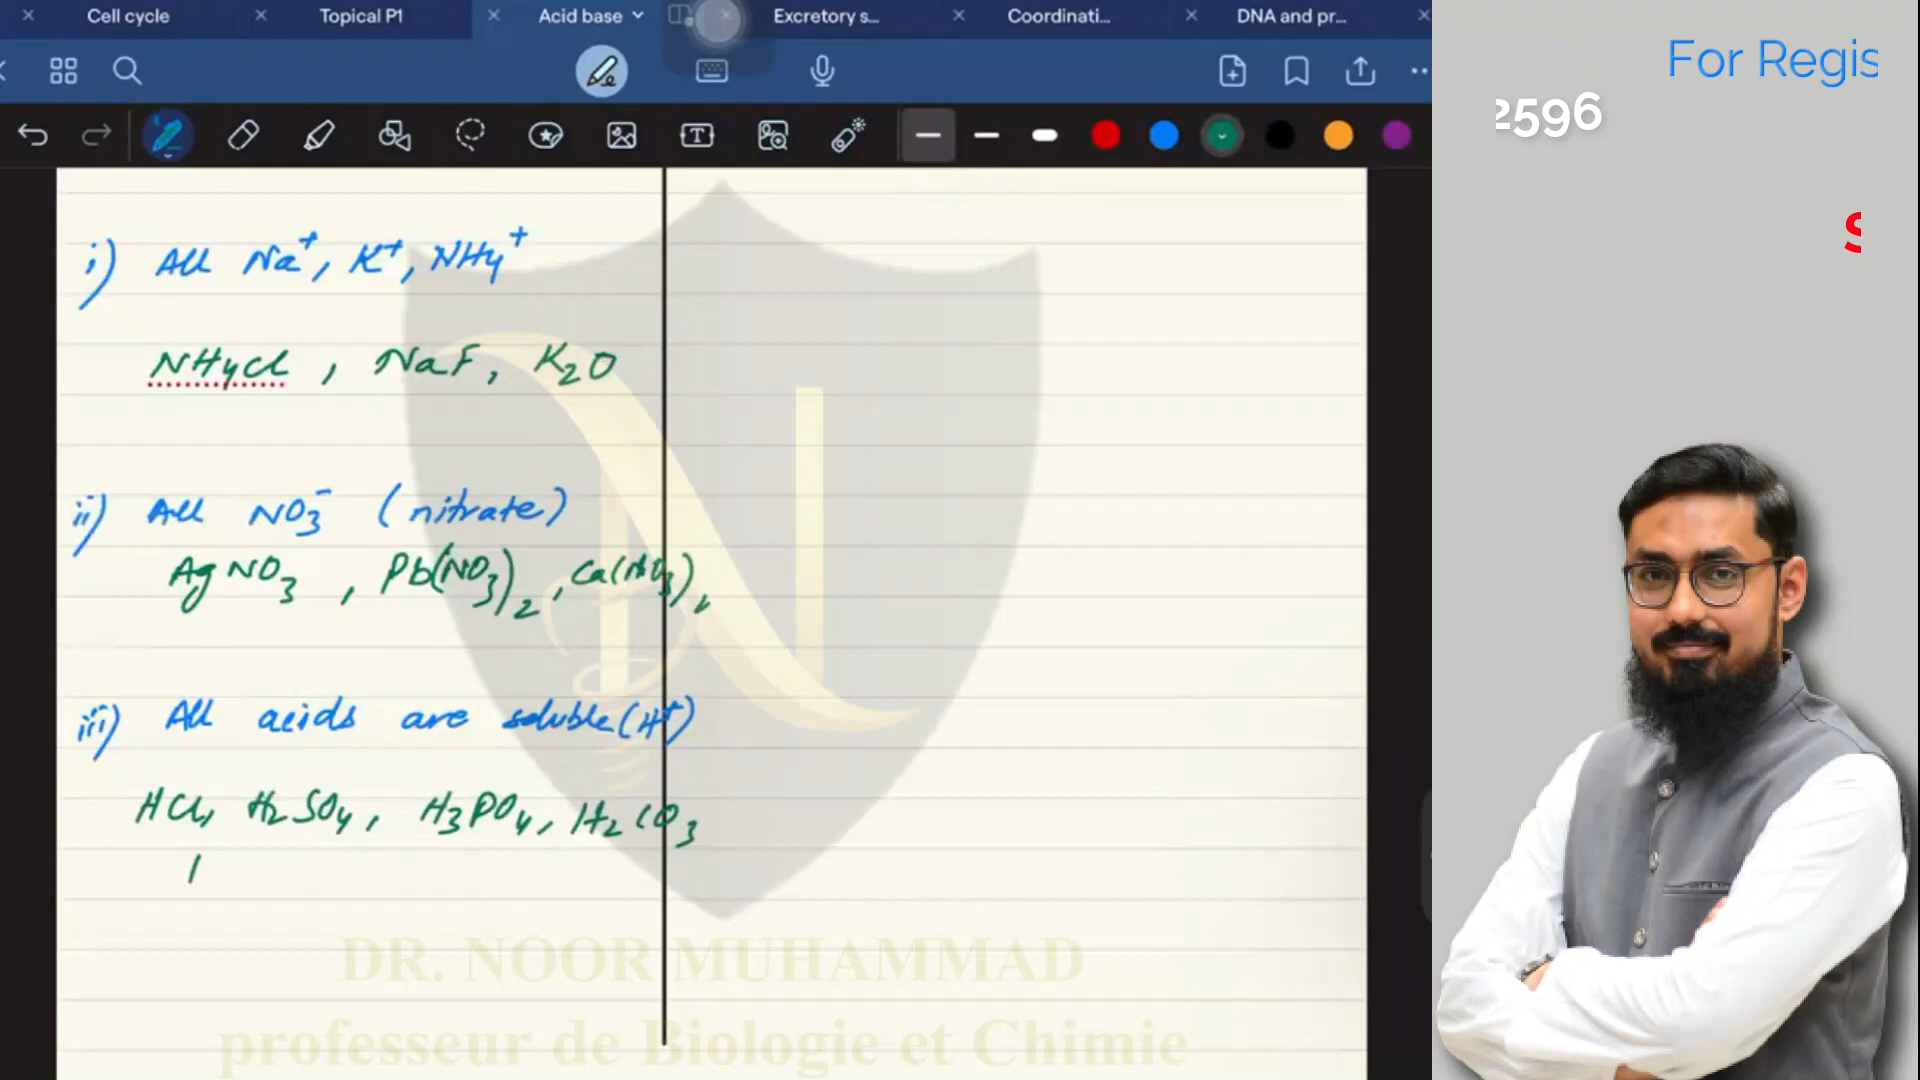 Cell cycle Topical P1 Acid base Excretory s... Coordinati... DNA and pr...
For Regis
2596
S
i) All Na⁺, K⁺, NH₄⁺
NH₄Cl, NaF, K₂O
ii) All NO₃⁻ (nitrate)
AgNO₃, Pb(NO₃)₂, Ca(NO₃)₂
iii) All acids are soluble (H⁺)
HCl, H₂SO₄, H₃PO₄, H₂CO₃
DR. NOOR MUHAMMAD
professeur de Biologie et Chimie